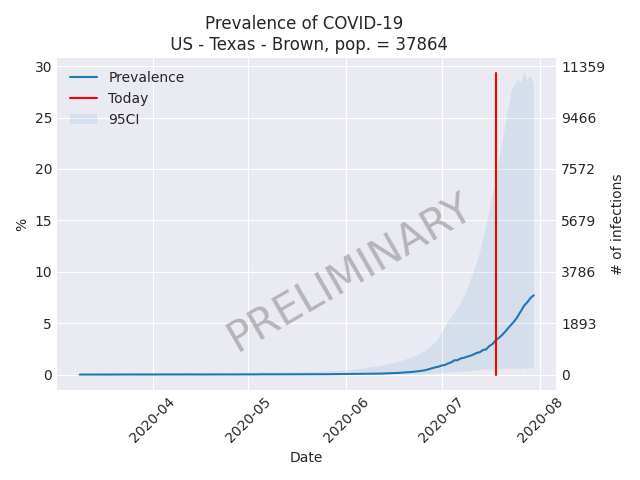 Prevalence of COVID-19
US - Texas - Brown, pop. = 37864
Prevalence
Today
95CI
PRELIMINARY
%
30
25
20
15
10
5
0
11359
9466
7572
5679
3786
1893
0
# of infections
2020-04
2020-05
2020-06
2020-07
2020-08
Date